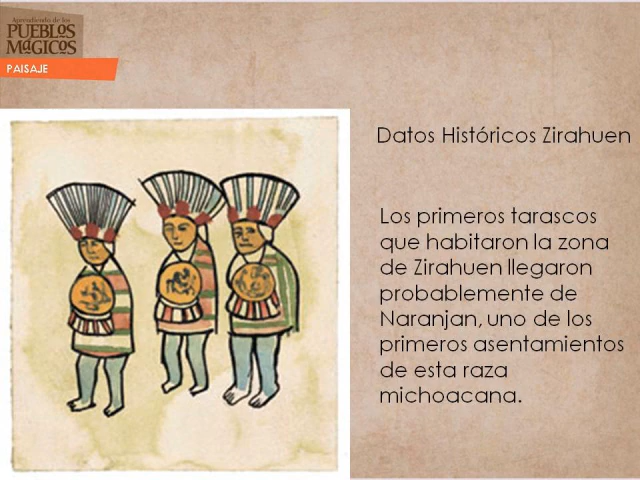 Aprendiendo de los
PUEBLOS
MáGICOS
PAISAJE
Datos Históricos Zirahuen
Los primeros tarascos
que habitaron la zona
de Zirahuen llegaron
probablemente de
Naranjan, uno de los
primeros asentamientos
de esta raza
michoacana.